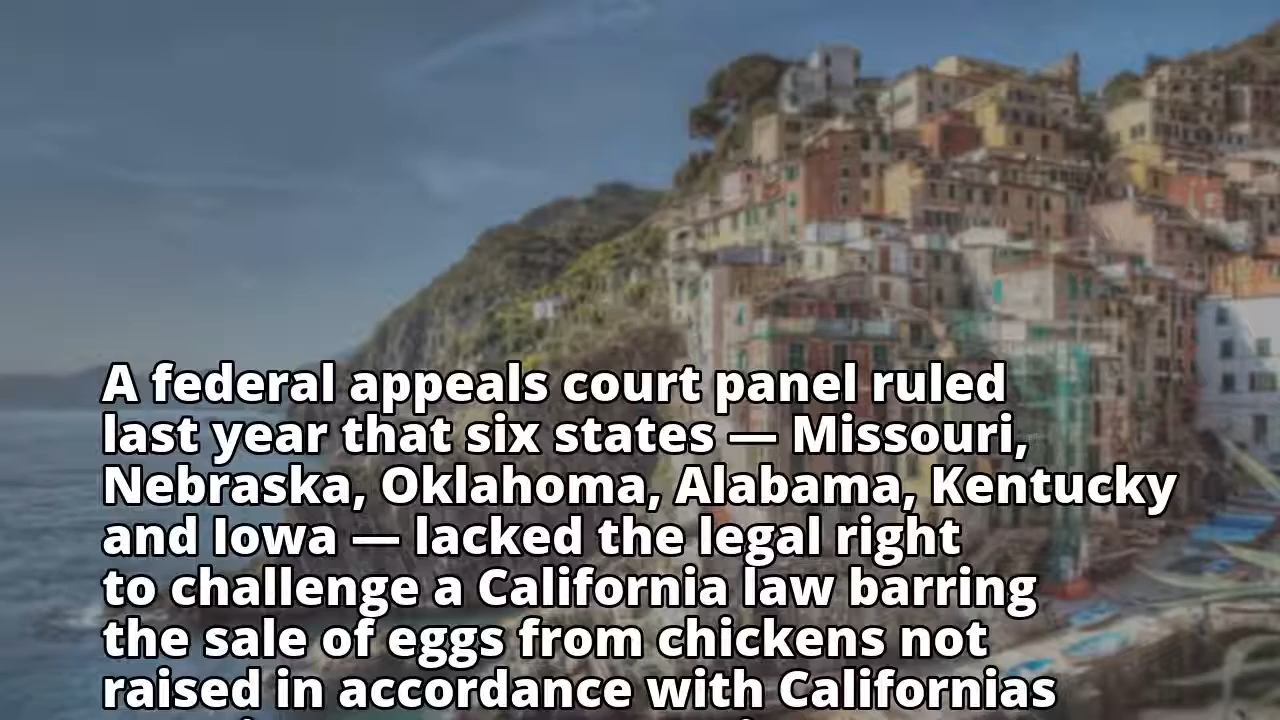 A federal appeals court panel ruled
last year that six states — Missouri,
Nebraska, Oklahoma, Alabama, Kentucky
and Iowa — lacked the legal right
to challenge a California law barring
the sale of eggs from chickens not
raised in accordance with Californias